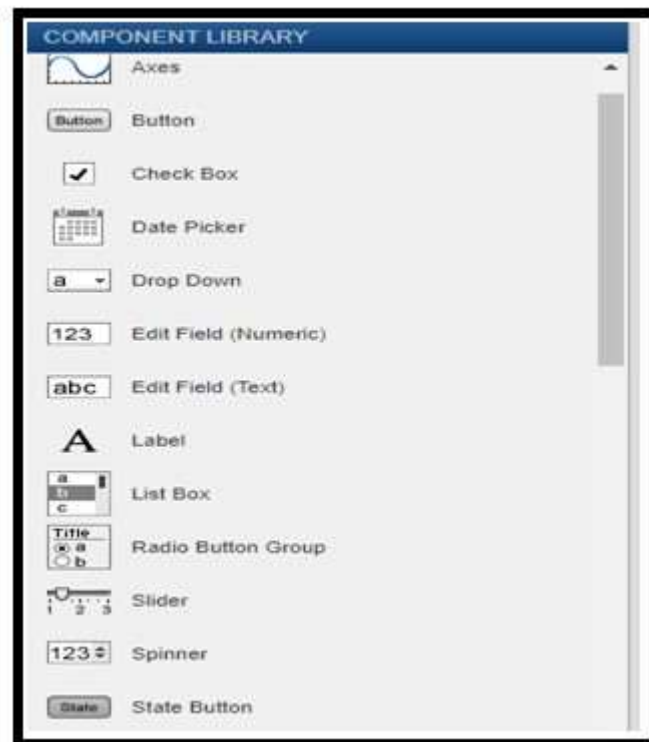 COMPONENT LIBRARY
Axes
Button Button
Check Box
Date Picker
a Drop Down
123 Edit Field (Numeric)
abc Edit Field (Text)
A Label
a
b
c
List Box
Title
a
b
Radio Button Group
1 2 3 Slider
123 Spinner
State State Button